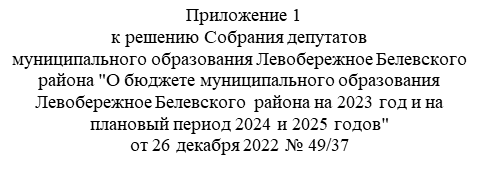 Приложение 1
к решению Собрания депутатов
муниципального образования Левобережное Белевского
района "О бюджете муниципального образования
Левобережное Белевского района на 2023 год и на
плановый период 2024 и 2025 годов"
от 26 декабря 2022 № 49/37